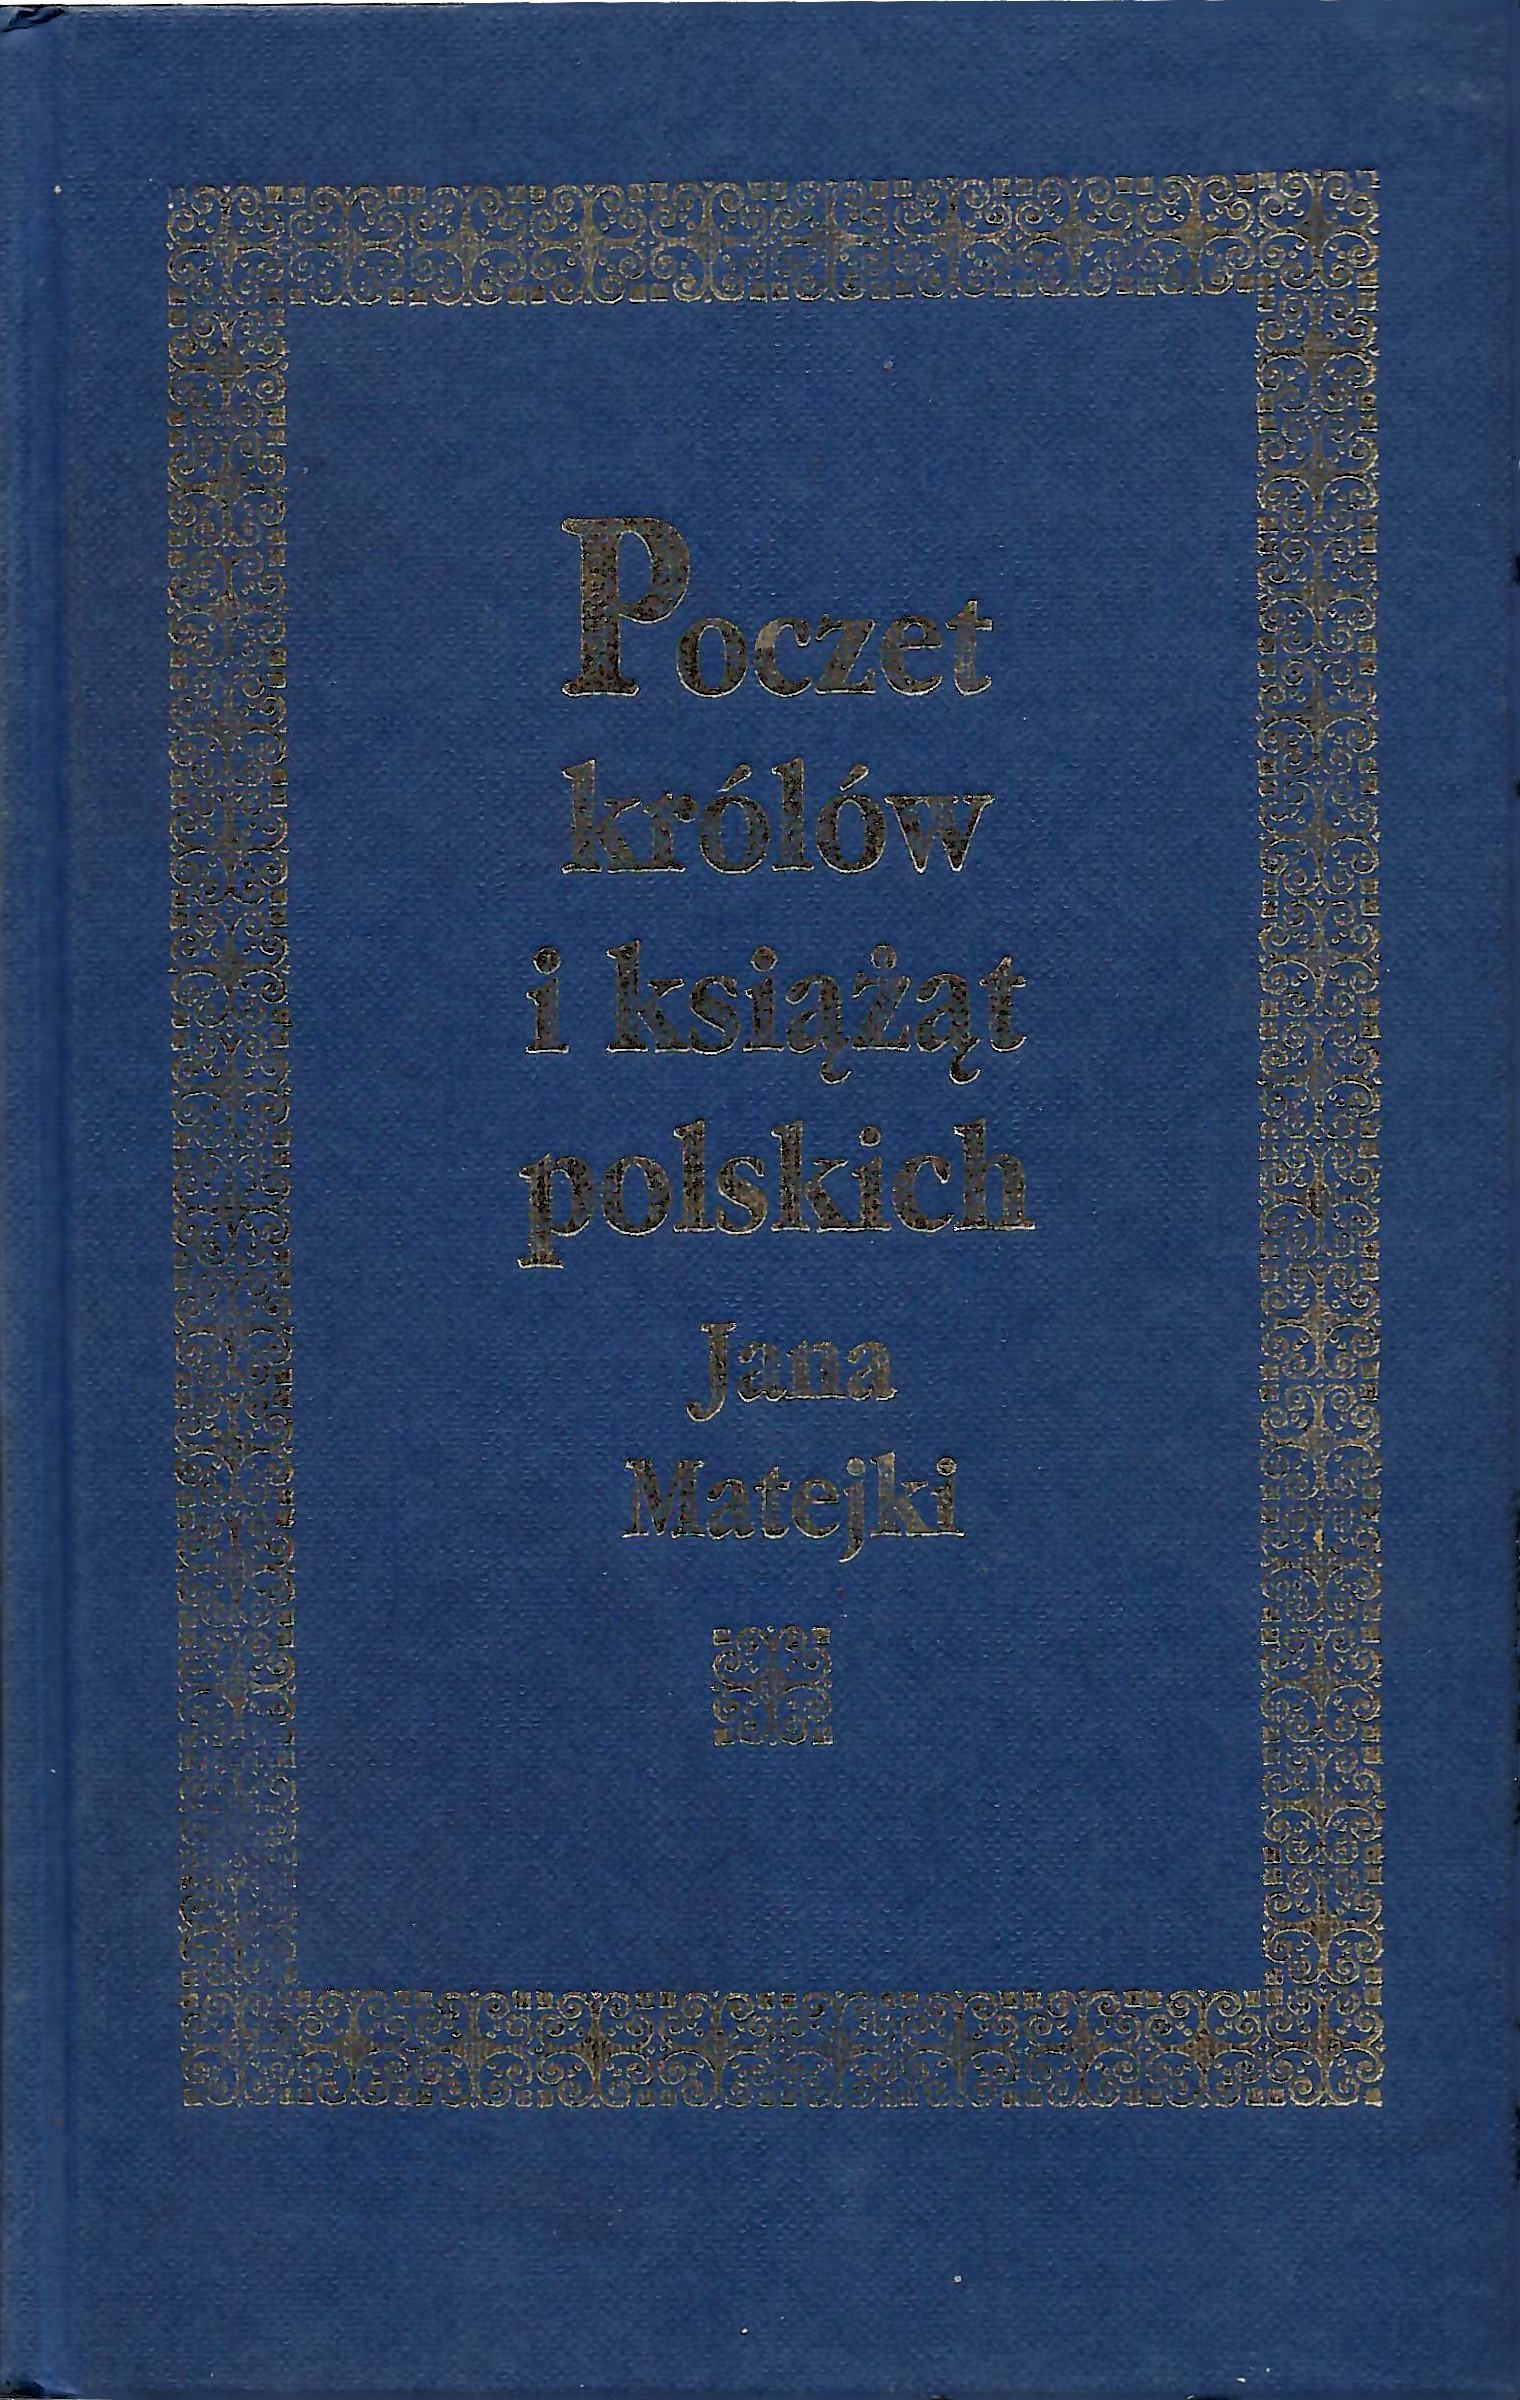 Poczet
królów
i książąt
polskich
Jana
Matejki